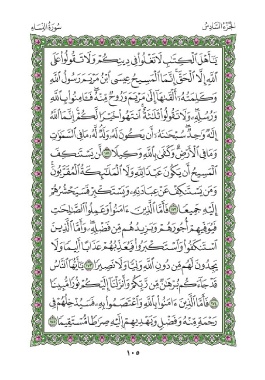 الجزء السادس
سورة النساء
يَٰٓأَهْلَ ٱلْكِتَٰبِ لَا تَغْلُوا۟ فِى دِينِكُمْ وَلَا تَقُولُوا۟ عَلَى
ٱللَّهِ إِلَّا ٱلْحَقَّ إِنَّمَا ٱلْمَسِيحُ عِيسَى ٱبْنُ مَرْيَمَ رَسُولُ ٱللَّهِ
وَكَلِمَتُهُۥٓ أَلْقَىٰهَآ إِلَىٰ مَرْيَمَ وَرُوحٌ مِّنْهُ فَـَٔامِنُوا۟ بِٱللَّهِ
وَرُسُلِهِۦ وَلَا تَقُولُوا۟ ثَلَٰثَةٌ ٱنتَهُوا۟ خَيْرًا لَّكُمْ إِنَّمَا ٱللَّهُ
إِلَٰهٌ وَٰحِدٌ سُبْحَٰنَهُۥٓ أَن يَكُونَ لَهُۥ وَلَدٌ لَّهُۥ مَا فِى ٱلسَّمَٰوَٰتِ
وَمَا فِى ٱلْأَرْضِ وَكَفَىٰ بِٱللَّهِ وَكِيلًا ١٧١ لَّن يَسْتَنكِفَ
ٱلْمَسِيحُ أَن يَكُونَ عَبْدًا لِّلَّهِ وَلَا ٱلْمَلَٰٓئِكَةُ ٱلْمُقَرَّبُونَ
وَمَن يَسْتَنكِفْ عَنْ عِبَادَتِهِۦ وَيَسْتَكْبِرْ فَسَيَحْشُرُهُمْ
إِلَيْهِ جَمِيعًا ١٧٢ فَأَمَّا ٱلَّذِينَ ءَامَنُوا۟ وَعَمِلُوا۟ ٱلصَّٰلِحَٰتِ
فَيُوَفِّيهِمْ أُجُورَهُمْ وَيَزِيدُهُم مِّن فَضْلِهِۦ وَأَمَّا ٱلَّذِينَ
ٱسْتَنكَفُوا۟ وَٱسْتَكْبَرُوا۟ فَيُعَذِّبُهُمْ عَذَابًا أَلِيمًا وَلَا
يَجِدُونَ لَهُم مِّن دُونِ ٱللَّهِ وَلِيًّا وَلَا نَصِيرًا ١٧٣ يَٰٓأَيُّهَا ٱلنَّاسُ
قَدْ جَآءَكُم بُرْهَٰنٌ مِّن رَّبِّكُمْ وَأَنزَلْنَآ إِلَيْكُمْ نُورًا مُّبِينًا
١٧٤ فَأَمَّا ٱلَّذِينَ ءَامَنُوا۟ بِٱللَّهِ وَٱعْتَصَمُوا۟ بِهِۦ فَسَيُدْخِلُهُمْ فِى
رَحْمَةٍ مِّنْهُ وَفَضْلٍ وَيَهْدِيهِمْ إِلَيْهِ صِرَٰطًا مُّسْتَقِيمًا ١٧٥
١٠٥